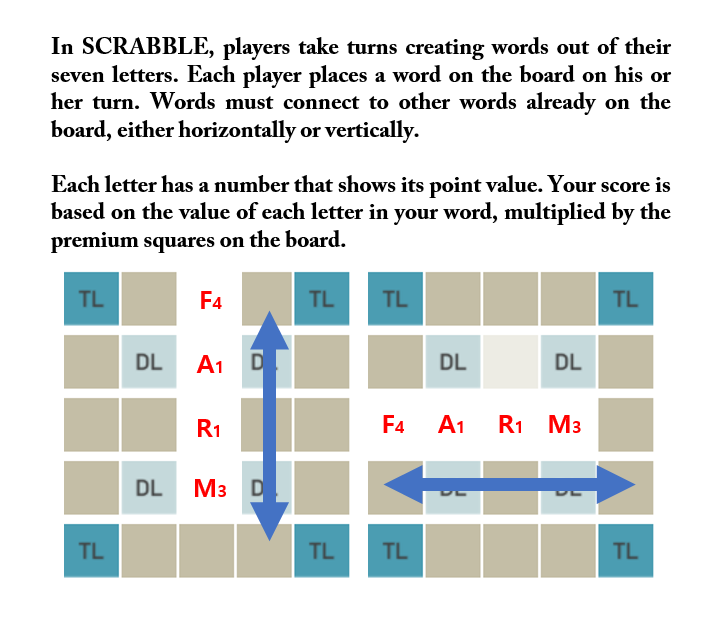 In SCRABBLE, players take turns creating words out of their
seven letters. Each player places a word on the board on his or
her turn. Words must connect to other words already on the
board, either horizontally or vertically.
Each letter has a number that shows its point value. Your score is
based on the value of each letter in your word, multiplied by the
premium squares on the board.
TL F4 TL TL TL
DL A1 DL DL
R1 F4 A1 R1 M3
DL M3
TL TL TL TL